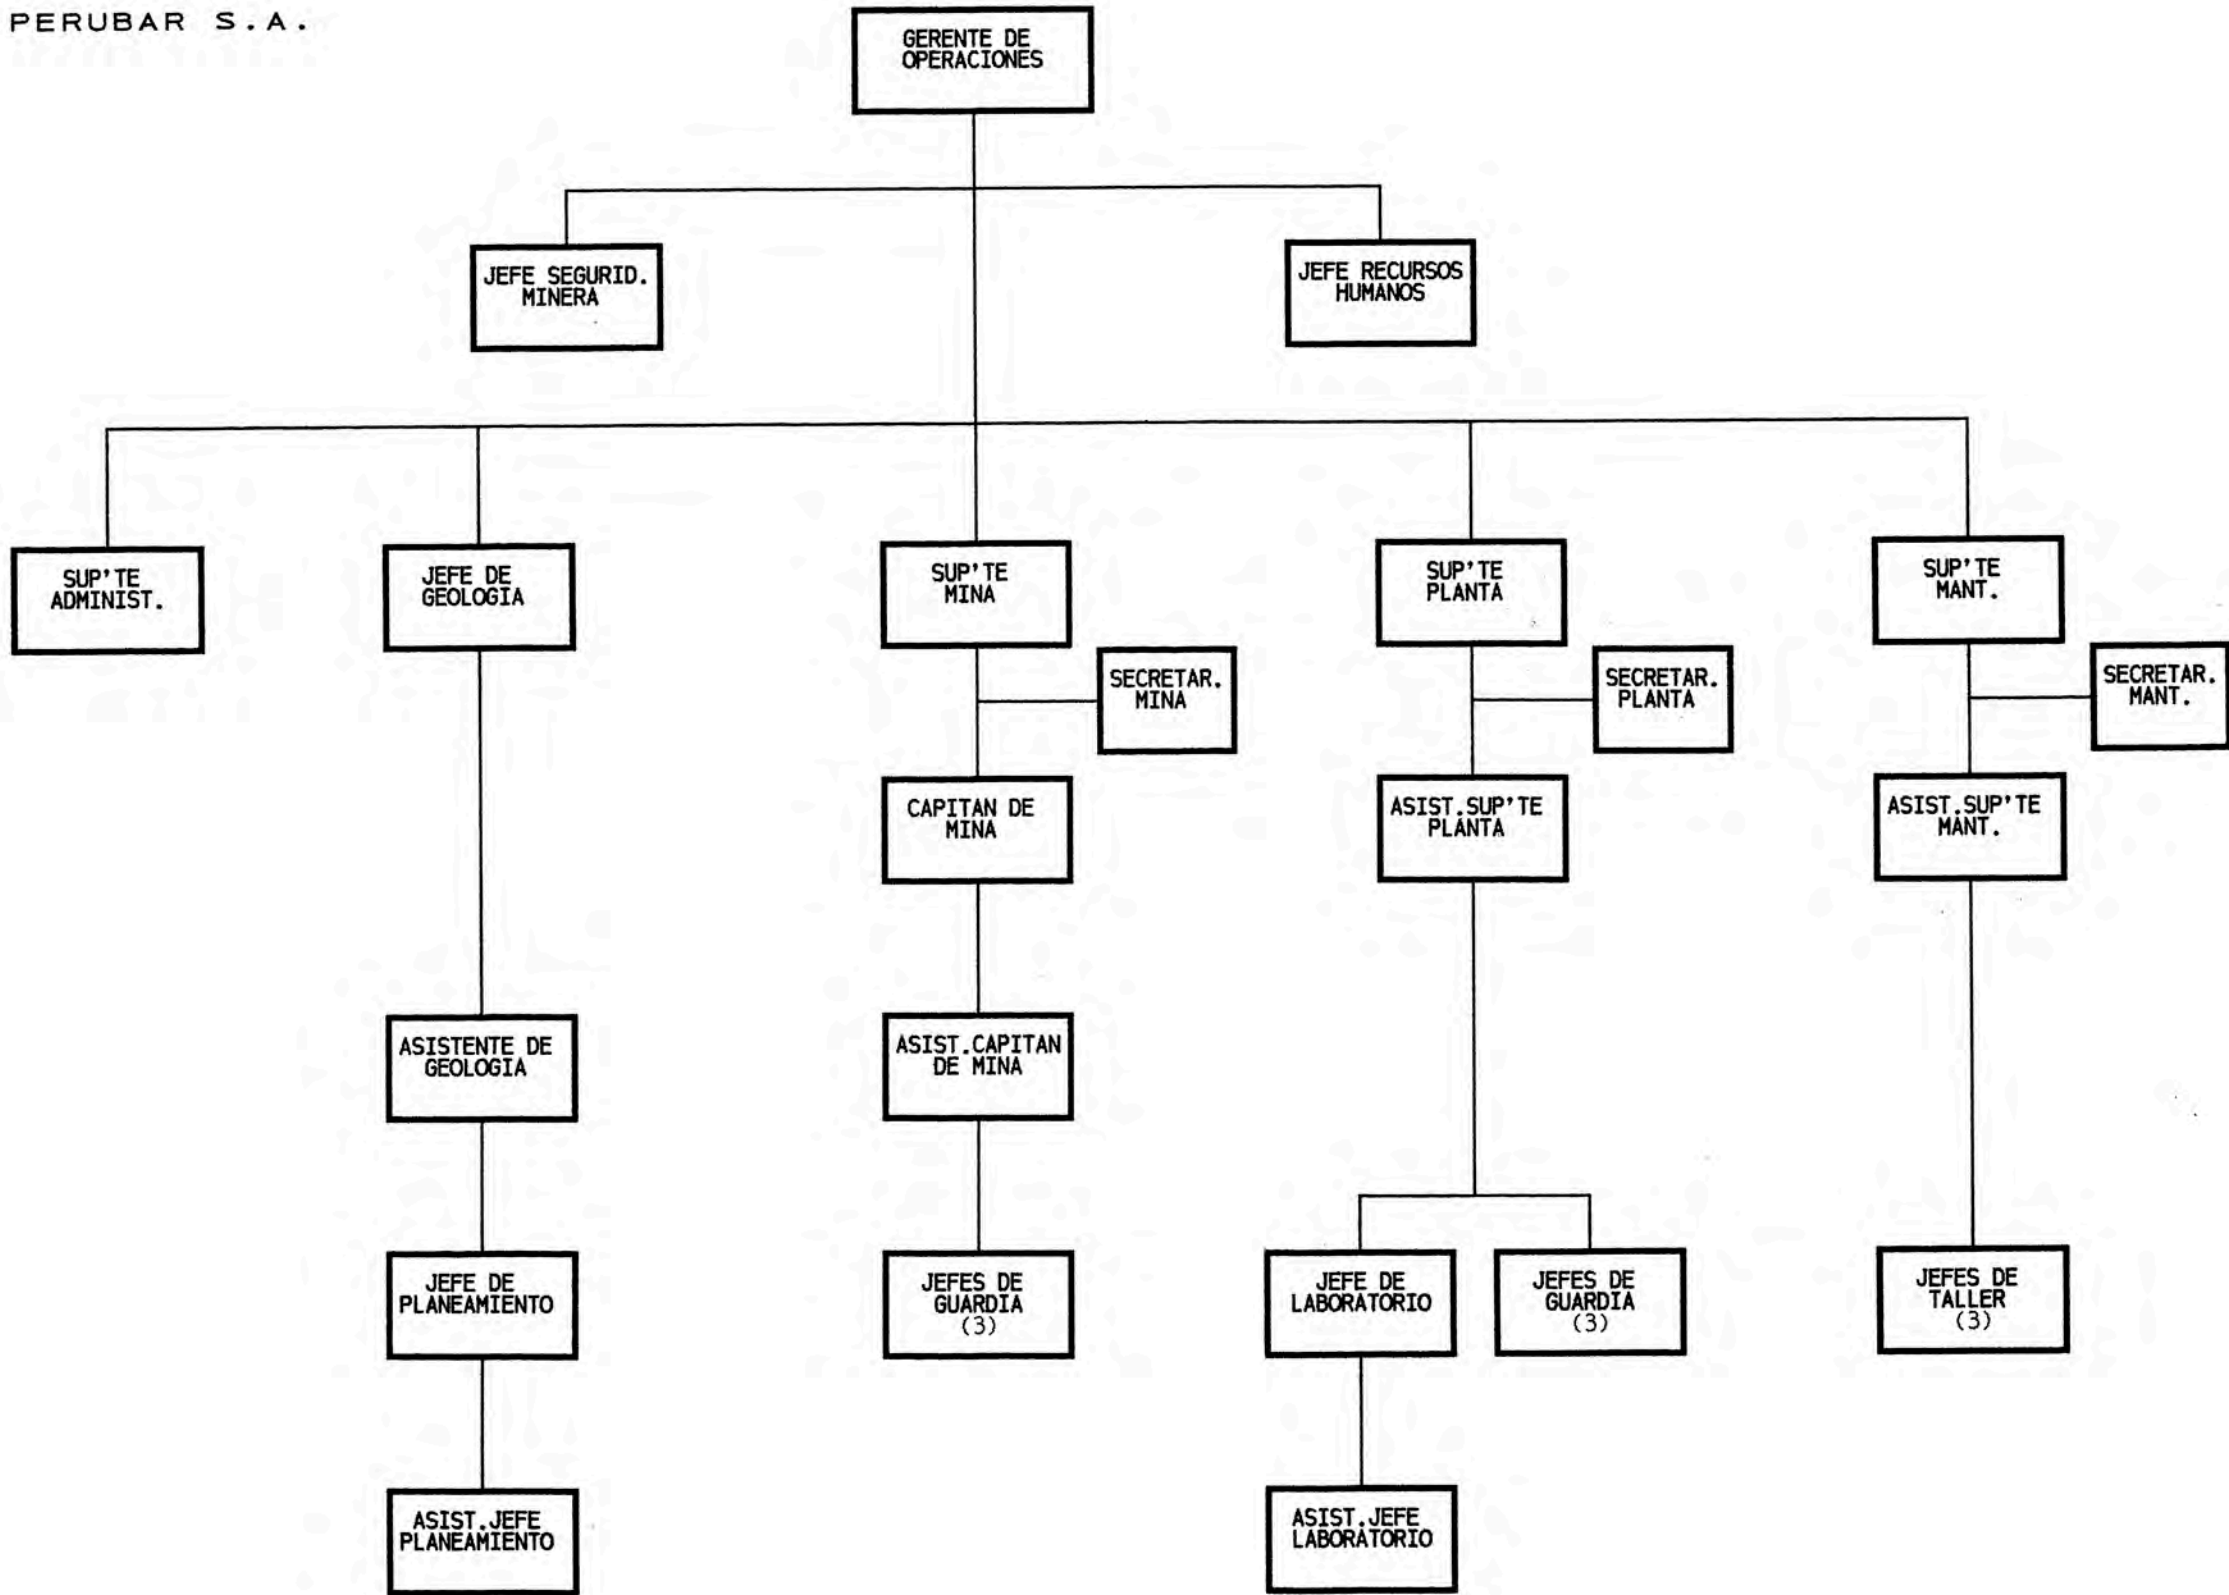 PERUBAR S.A.
GERENTE DE
OPERACIONES
JEFE SEGURID.
MINERA
JEFE RECURSOS
HUMANOS
SUP'TE
ADMINIST.
JEFE DE
GEOLOGIA
SUP'TE
MINA
SUP'TE
PLANTA
SUP'TE
MANT.
SECRETAR.
MINA
SECRETAR.
PLANTA
SECRETAR.
MANT.
CAPITAN DE
MINA
ASIST.SUP'TE
PLANTA
ASIST.SUP'TE
MANT.
ASISTENTE DE
GEOLOGIA
ASIST.CAPITAN
DE MINA
JEFE DE
PLANEAMIENTO
JEFES DE
GUARDIA
(3)
JEFE DE
LABORATORIO
JEFES DE
GUARDIA
(3)
JEFES DE
TALLER
(3)
ASIST.JEFE
PLANEAMIENTO
ASIST.JEFE
LABORATORIO